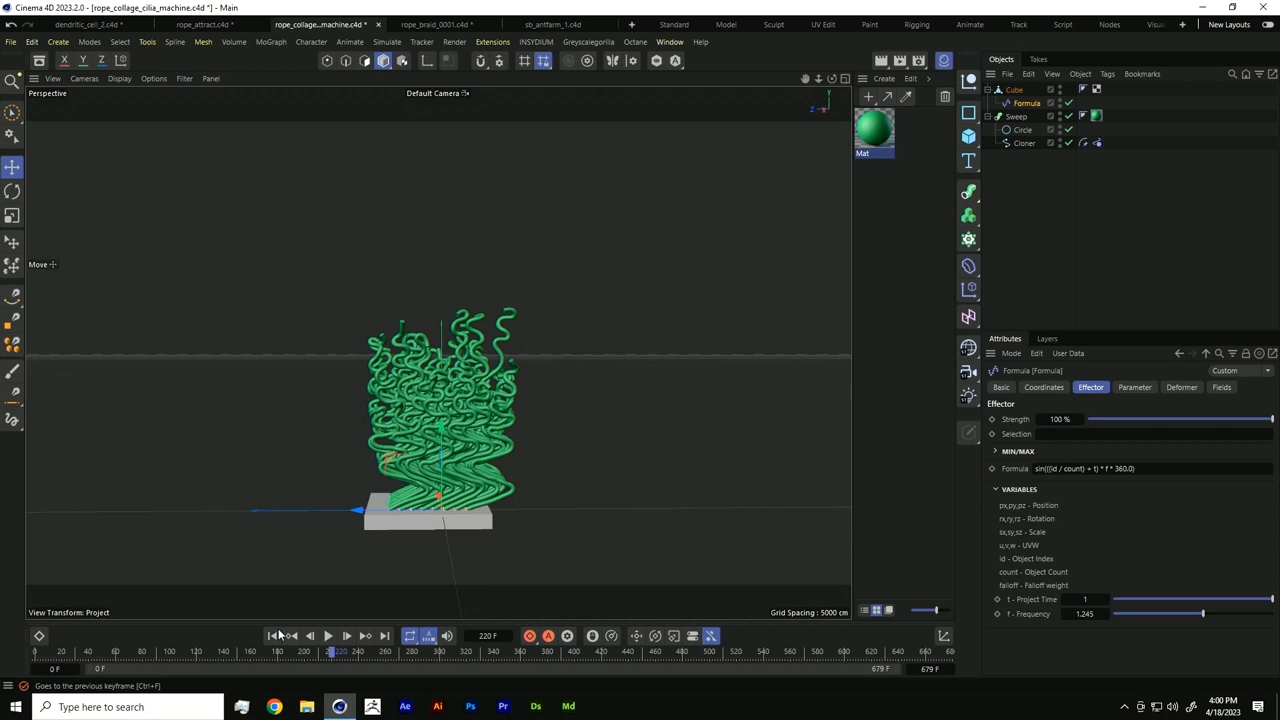 Cinema 4D 2023.2.0 - [rope_collage_cilia_machine.c4d *] - Main
dendritic_cell_2.c4d * rope_attract.c4d * rope_collage...machine.c4d * rope_braid_0001.c4d * sb_antfarm_1.c4d * Standard Model Sculpt UV Edit Paint Rigging Animate Track Script Nodes New Layouts
File Edit Create Modes Select Tools Spline Mesh Volume MoGraph Character Animate Simulate Tracker Render Extensions INSYDIUM Greyscalegorilla Octane Window Help
X Y Z
Objects Takes
View Cameras Display Options Filter Panel
Create Edit
File Edit View Object Tags Bookmarks
Perspective
Default Camera
Y
Z X
Cube
Formula
Sweep
Circle
Cloner
Mat
Move
Attributes Layers
Mode Edit User Data
Formula [Formula]
Custom
Basic Coordinates Effector Parameter Deformer Fields
Effector
Strength 100 %
Selection
MIN/MAX
Formula sin(((id / count) + t) * f * 360.0)
VARIABLES
px,py,pz - Position
rx,ry,rz - Rotation
sx,sy,sz - Scale
u,v,w - UVW
id - Object Index
count - Object Count
falloff - Falloff weight
t - Project Time 1
f - Frequency 1.245
View Transform: Project
Grid Spacing : 5000 cm
220 F
0 20 40 60 80 100 120 140 160 180 200 220 240 260 280 300 320 340 360 380 400 420 440 460 480 500 520 540 560 580 600 620 640 660
0 F 0 F 679 F 679 F
Goes to the previous keyframe [Ctrl+F]
Type here to search
Ae Ai Ps Pr Ds Md
4:00 PM
4/18/2023